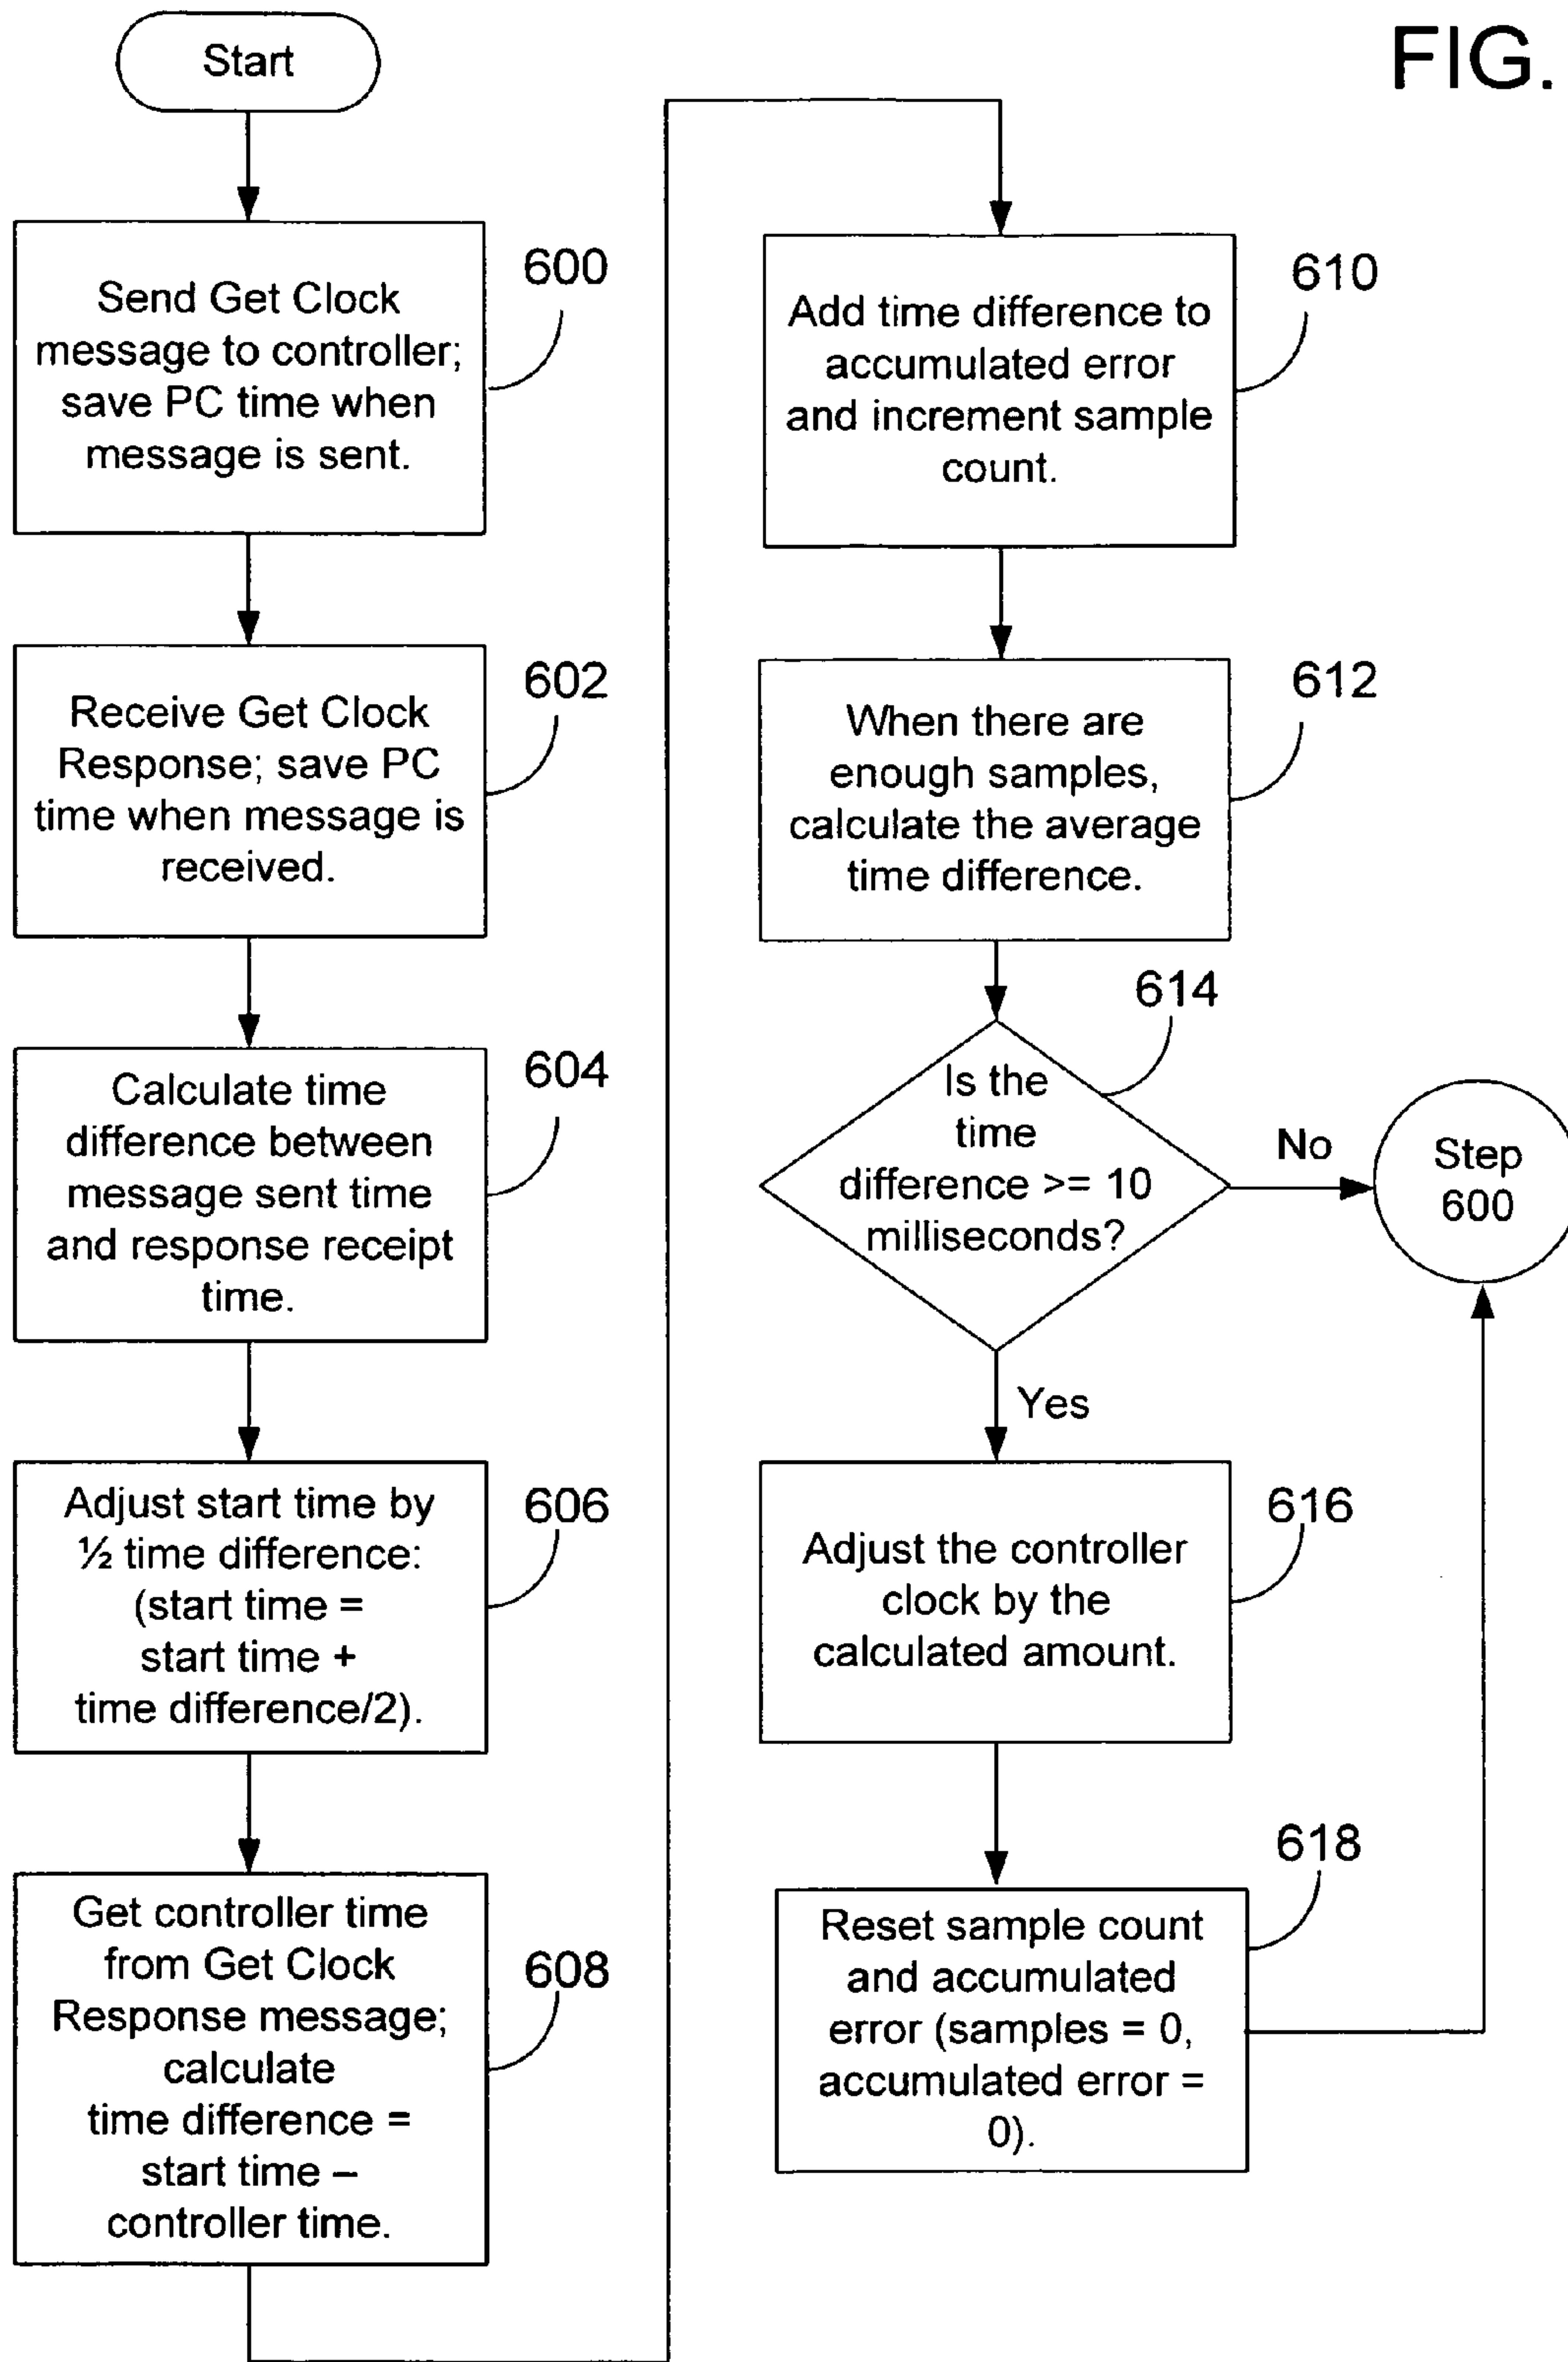 FIG.
Start
600
Send Get Clock
message to controller;
save PC time when
message is sent.
602
Receive Get Clock
Response; save PC
time when message is
received.
604
Calculate time
difference between
message sent time
and response receipt
time.
606
Adjust start time by
½ time difference:
(start time =
start time +
time difference/2).
608
Get controller time
from Get Clock
Response message;
calculate
time difference =
start time –
controller time.
610
Add time difference to
accumulated error
and increment sample
count.
612
When there are
enough samples,
calculate the average
time difference.
614
Is the
time
difference >= 10
milliseconds?
No
Step
600
Yes
616
Adjust the controller
clock by the
calculated amount.
618
Reset sample count
and accumulated
error (samples = 0,
accumulated error =
0).